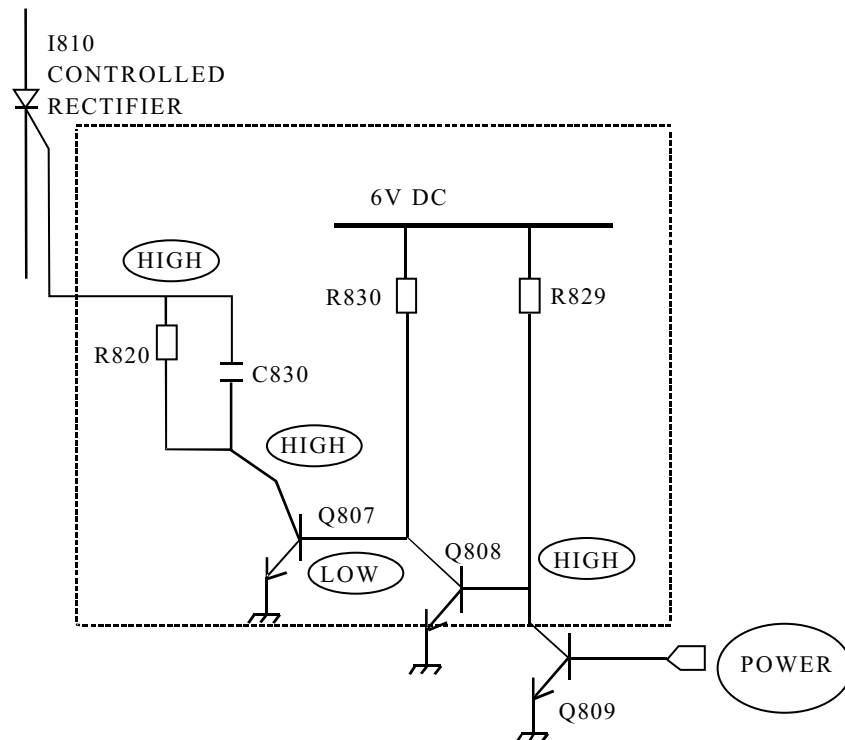 I810
CONTROLLED
RECTIFIER
6V DC
HIGH
R830
R829
R820
C830
HIGH
Q807
Q808
HIGH
LOW
POWER
Q809